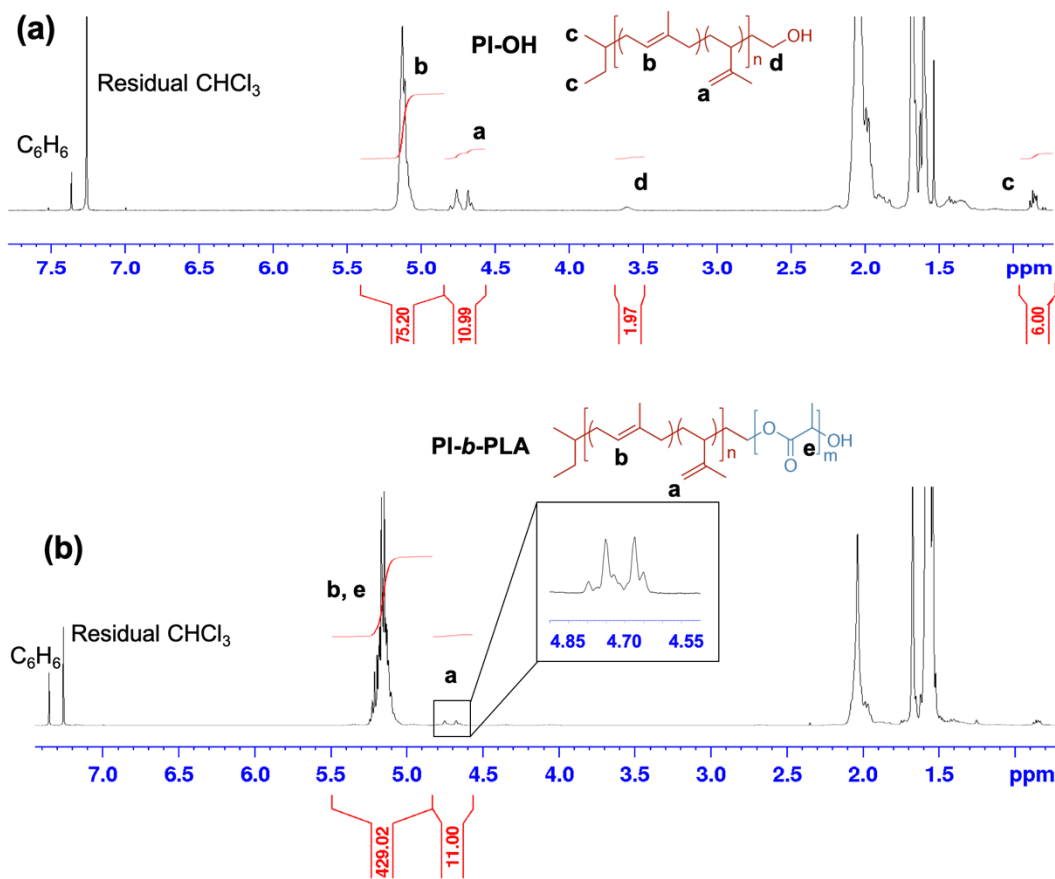 (a)
PI-OH
c
OH
n
b
d
c
a
Residual CHCl3
b
C6H6
a
d
c
7.5 7.0 6.0 5.5 5.0 4.5 4.0 3.5 3.0 2.5 2.0 1.5 ppm
75.20
10.99
1.97
6.00
PI-b-PLA
O
OH
n
e
m
b
O
a
(b)
b, e
Residual CHCl3
C6H6
a
4.85 4.70 4.55
7.0 6.0 5.5 5.0 4.5 4.0 3.5 3.0 2.5 2.0 1.5 ppm
429.02
11.00